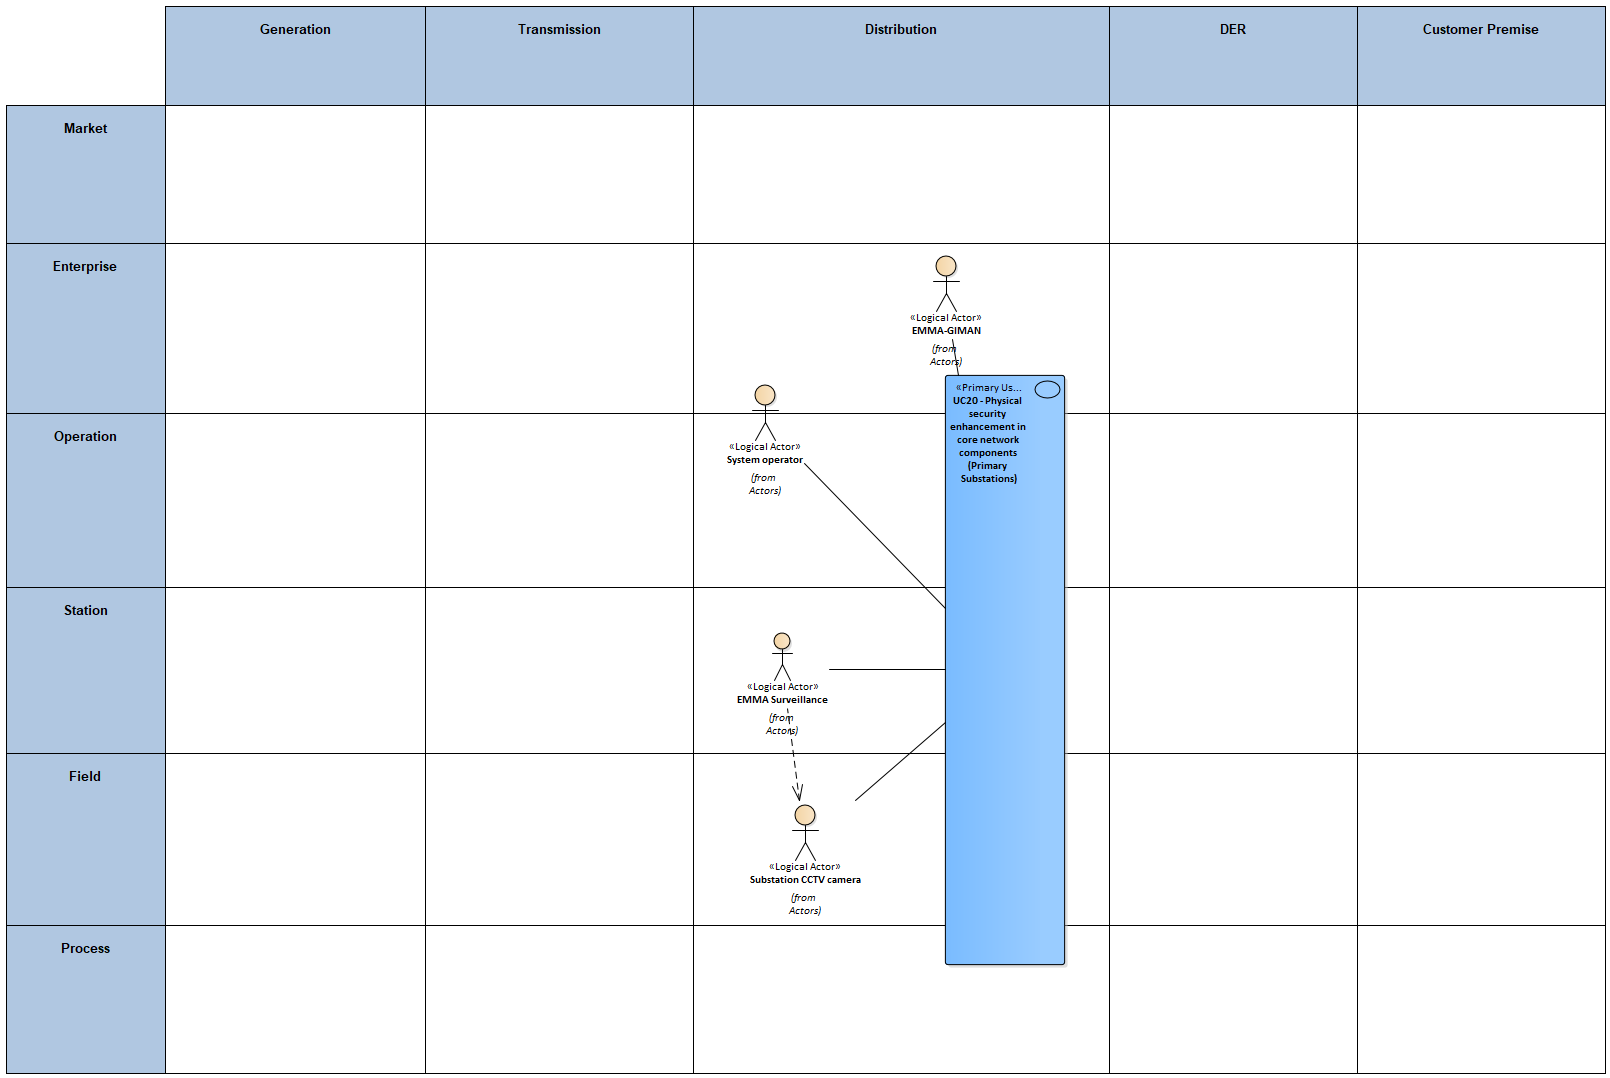 Generation
Transmission
Distribution
DER
Customer Premise
Market
Enterprise
«Logical Actor»
EMMA-GIMAN
(from
Actors)
«Primary Us...
UC20 - Physical
security
enhancement in
core network
components
(Primary
Substations)
Operation
«Logical Actor»
System operator
(from
Actors)
Station
«Logical Actor»
EMMA Surveillance
(from
Actors)
Field
«Logical Actor»
Substation CCTV camera
(from
Actors)
Process